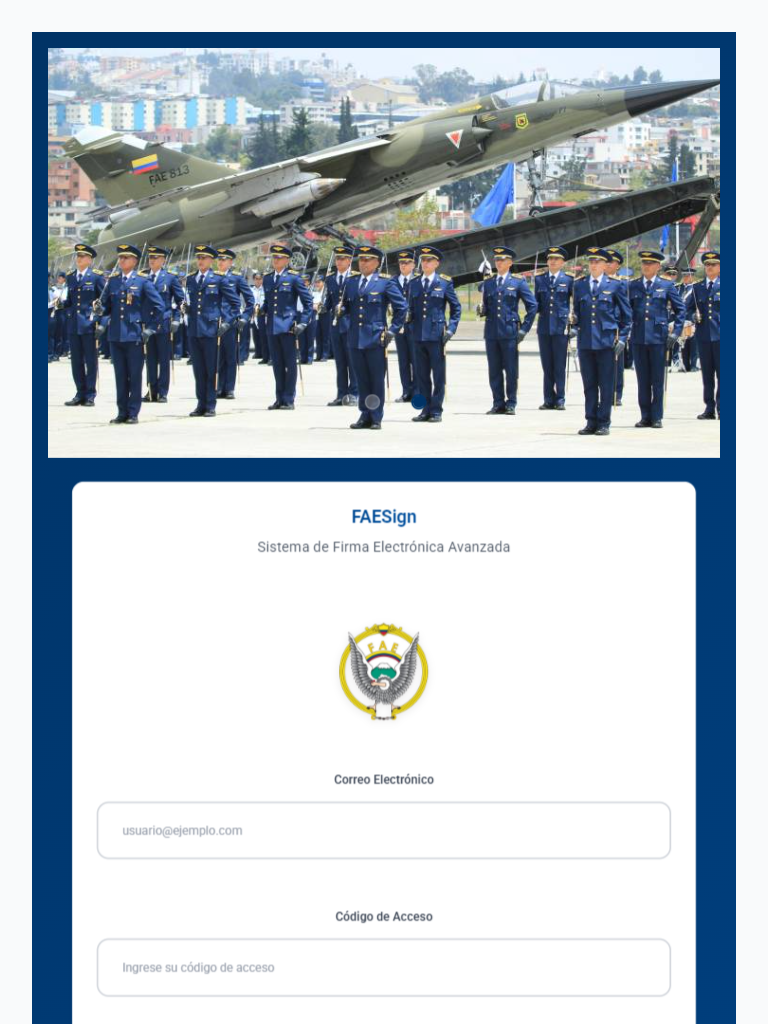 FAE 813
FAESign
Sistema de Firma Electrónica Avanzada
FAE
Correo Electrónico
usuario@ejemplo.com
Código de Acceso
Ingrese su código de acceso